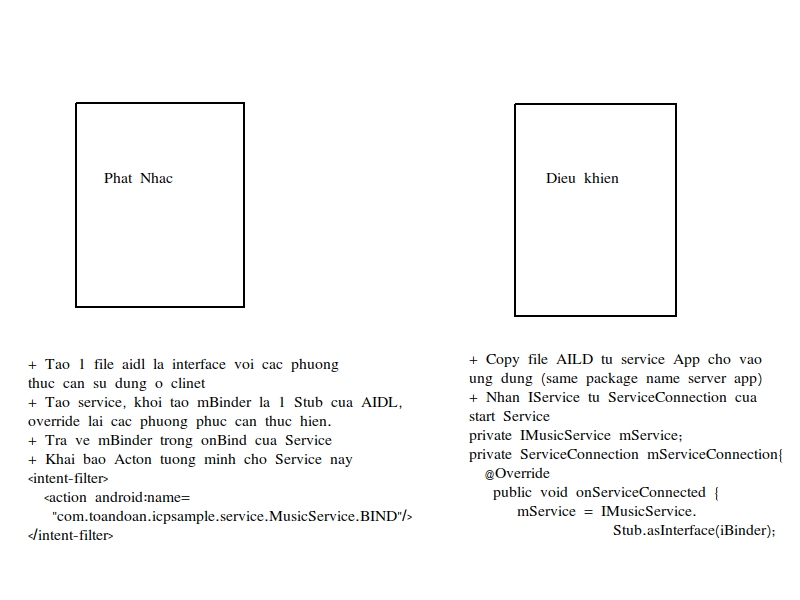 Phat Nhac
+ Tao 1 file aidl la interface voi cac phuong
thuc can su dung o clinet
+ Tao service, khoi tao mBinder la 1 Stub cua AIDL,
override lai cac phuong phuc can thuc hien.
+ Tra ve mBinder trong onBind cua Service
+ Khai bao Acton tuong minh cho Service nay
<intent-filter>
<action android:name=
"com.toandoan.icpsample.service.MusicService.BIND"/>
</intent-filter>
Dieu khien
+ Copy file AILD tu service App cho vao
ung dung (same package name server app)
+ Nhan IService tu ServiceConnection cua
start Service
private IMusicService mService;
private ServiceConnection mServiceConnection{
@Override
public void onServiceConnected {
mService = IMusicService.
Stub.asInterface(iBinder);